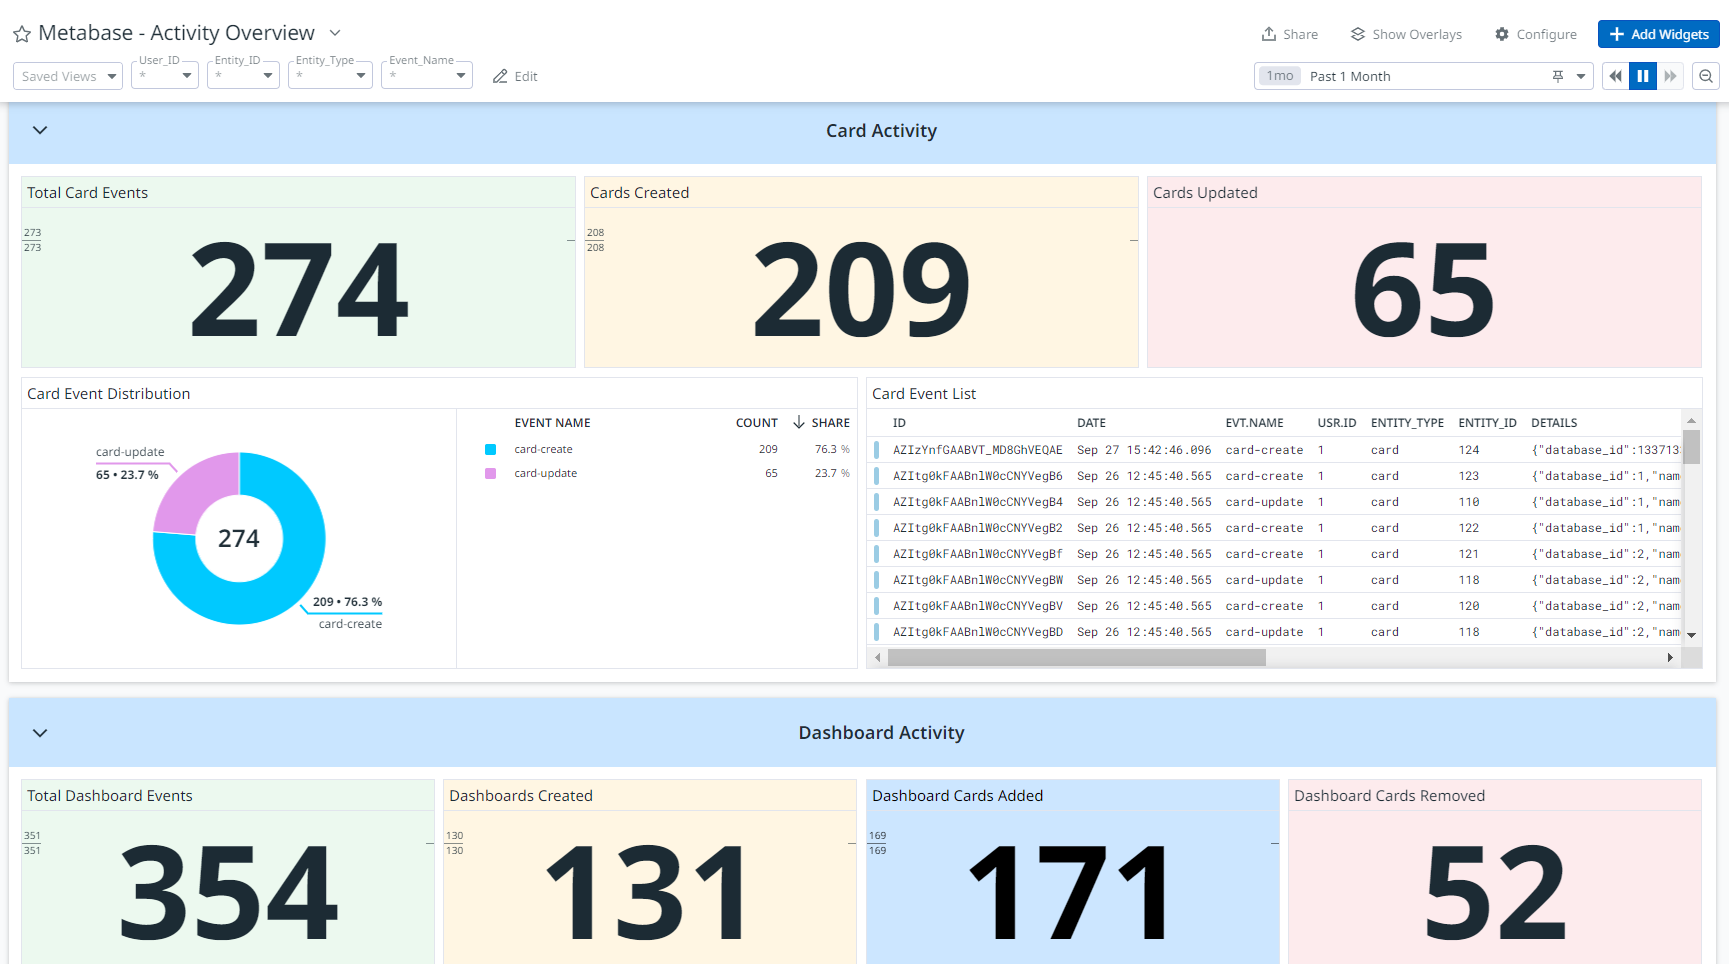 Metabase - Activity Overview
Share
Show Overlays
Configure
Add Widgets
Saved Views
User_ID
*
Entity_ID
*
Entity_Type
*
Event_Name
*
Edit
1mo
Past 1 Month
Card Activity
Total Card Events
273
273
274
Cards Created
208
208
209
Cards Updated
65
Card Event Distribution
card-update
65 • 23.7 %
274
209 • 76.3 %
card-create
EVENT NAME COUNT SHARE
card-create 209 76.3 %
card-update 65 23.7 %
Card Event List
ID DATE EVT.NAME USR.ID ENTITY_TYPE ENTITY_ID DETAILS
AZIzYnfGAABVT_MD8GhVEQAE Sep 27 15:42:46.096 card-create 1 card 124 {"database_id":133713
AZItg0kFAABnlW0cCNYVegB6 Sep 26 12:45:40.565 card-create 1 card 123 {"database_id":1,"nam
AZItg0kFAABnlW0cCNYVegB4 Sep 26 12:45:40.565 card-update 1 card 110 {"database_id":1,"nam
AZItg0kFAABnlW0cCNYVegB2 Sep 26 12:45:40.565 card-create 1 card 122 {"database_id":1,"nam
AZItg0kFAABnlW0cCNYVegBf Sep 26 12:45:40.565 card-create 1 card 121 {"database_id":2,"nam
AZItg0kFAABnlW0cCNYVegBW Sep 26 12:45:40.565 card-update 1 card 118 {"database_id":2,"nam
AZItg0kFAABnlW0cCNYVegBV Sep 26 12:45:40.565 card-create 1 card 120 {"database_id":2,"nam
AZItg0kFAABnlW0cCNYVegBD Sep 26 12:45:40.565 card-update 1 card 118 {"database_id":2,"nam
Dashboard Activity
Total Dashboard Events
351
351
354
Dashboards Created
130
130
131
Dashboard Cards Added
169
169
171
Dashboard Cards Removed
52